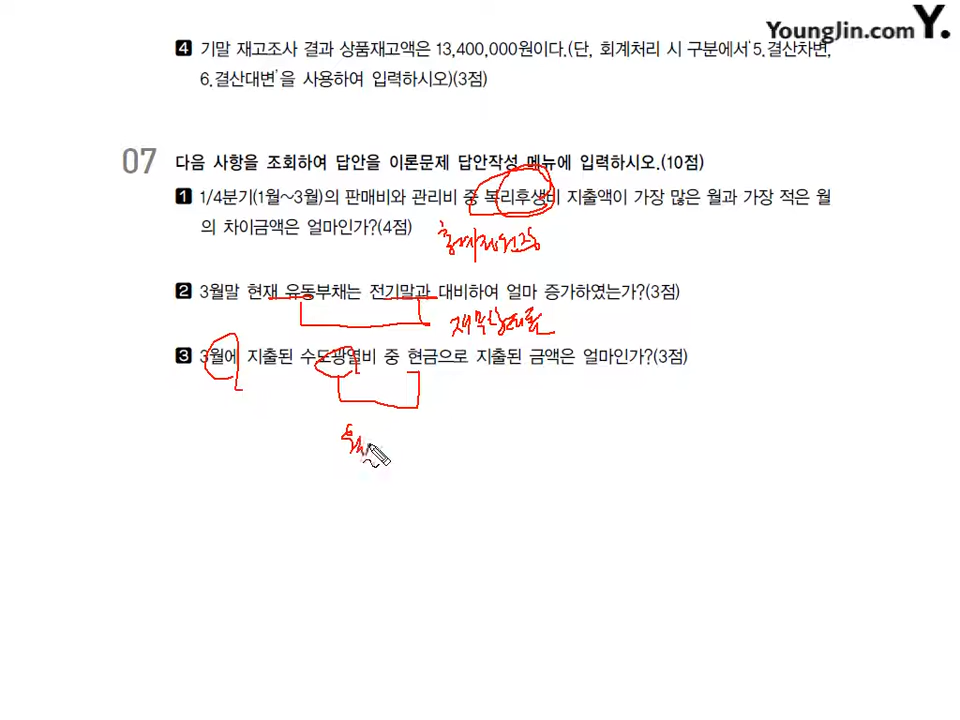 YoungJin.com Y.
4 기말 재고조사 결과 상품재고액은 13,400,000원이다.(단, 회계처리 시 구분에서 '5.결산차변,
6.결산대변'을 사용하여 입력하시오)(3점)
07 다음 사항을 조회하여 답안을 이론문제 답안작성 메뉴에 입력하시오.(10점)
1 1/4분기(1월~3월)의 판매비와 관리비 중 복리후생비 지출액이 가장 많은 월과 가장 적은 월
의 차이금액은 얼마인가?(4점)
2 3월말 현재 유동부채는 전기말과 대비하여 얼마 증가하였는가?(3점)
재무상태표
3 3월에 지출된 수도광열비 중 현금으로 지출된 금액은 얼마인가?(3점)